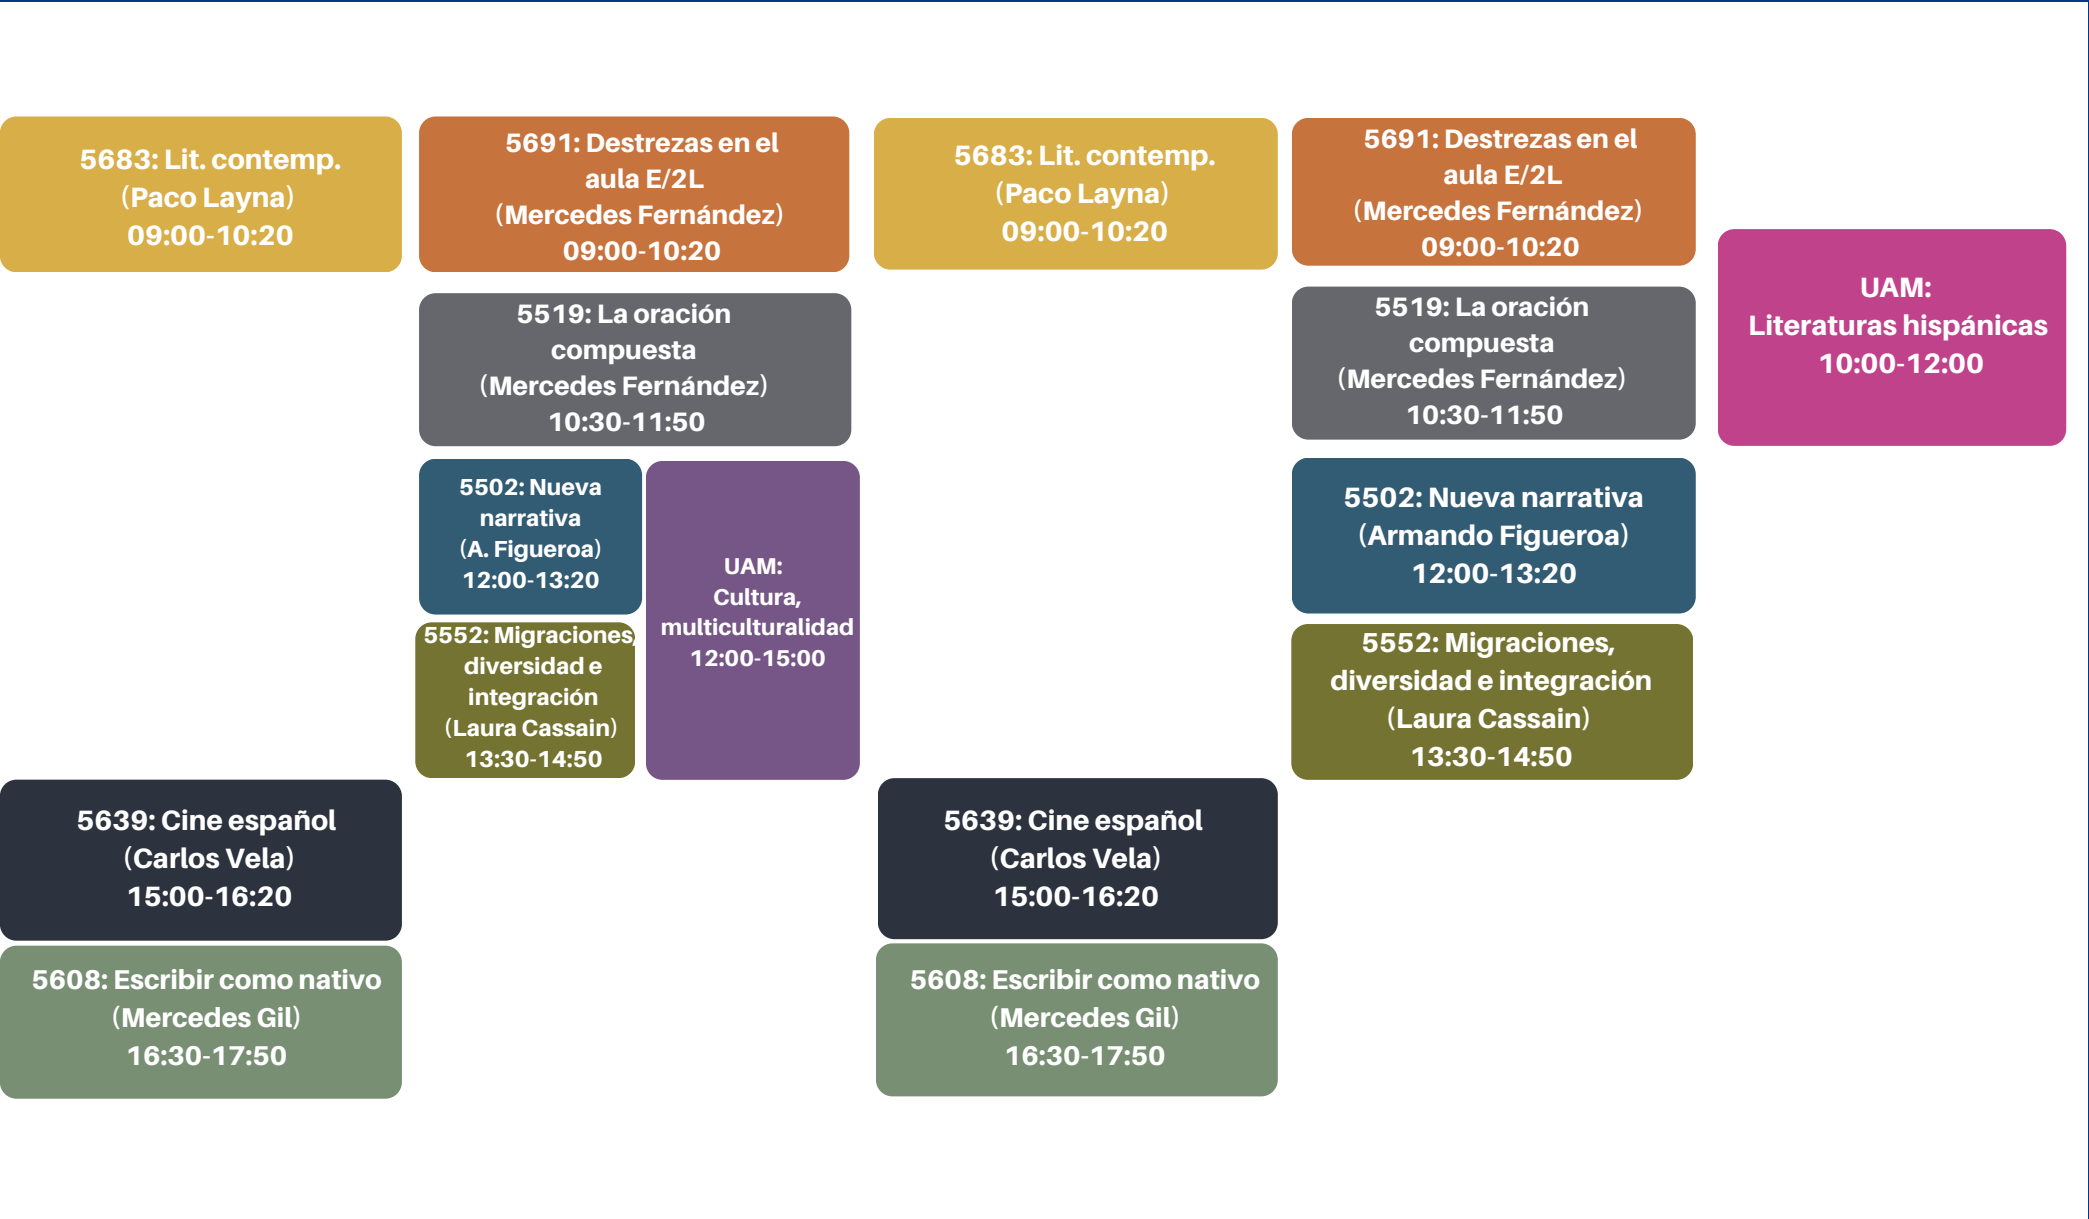 5683: Lit. contemp.
(Paco Layna)
09:00-10:20
5639: Cine español
(Carlos Vela)
15:00-16:20
5608: Escribir como nativo
(Mercedes Gil)
16:30-17:50
5691: Destrezas en el
aula E/2L
(Mercedes Fernández)
09:00-10:20
5519: La oración
compuesta
(Mercedes Fernández)
10:30-11:50
5502: Nueva
narrativa
(A. Figueroa)
12:00-13:20
5552: Migraciones,
diversidad e
integración
(Laura Cassain)
13:30-14:50
UAM:
Cultura,
multiculturalidad
12:00-15:00
5683: Lit. contemp.
(Paco Layna)
09:00-10:20
5639: Cine español
(Carlos Vela)
15:00-16:20
5608: Escribir como nativo
(Mercedes Gil)
16:30-17:50
5691: Destrezas en el
aula E/2L
(Mercedes Fernández)
09:00-10:20
5519: La oración
compuesta
(Mercedes Fernández)
10:30-11:50
5502: Nueva narrativa
(Armando Figueroa)
12:00-13:20
5552: Migraciones,
diversidad e integración
(Laura Cassain)
13:30-14:50
UAM:
Literaturas hispánicas
10:00-12:00